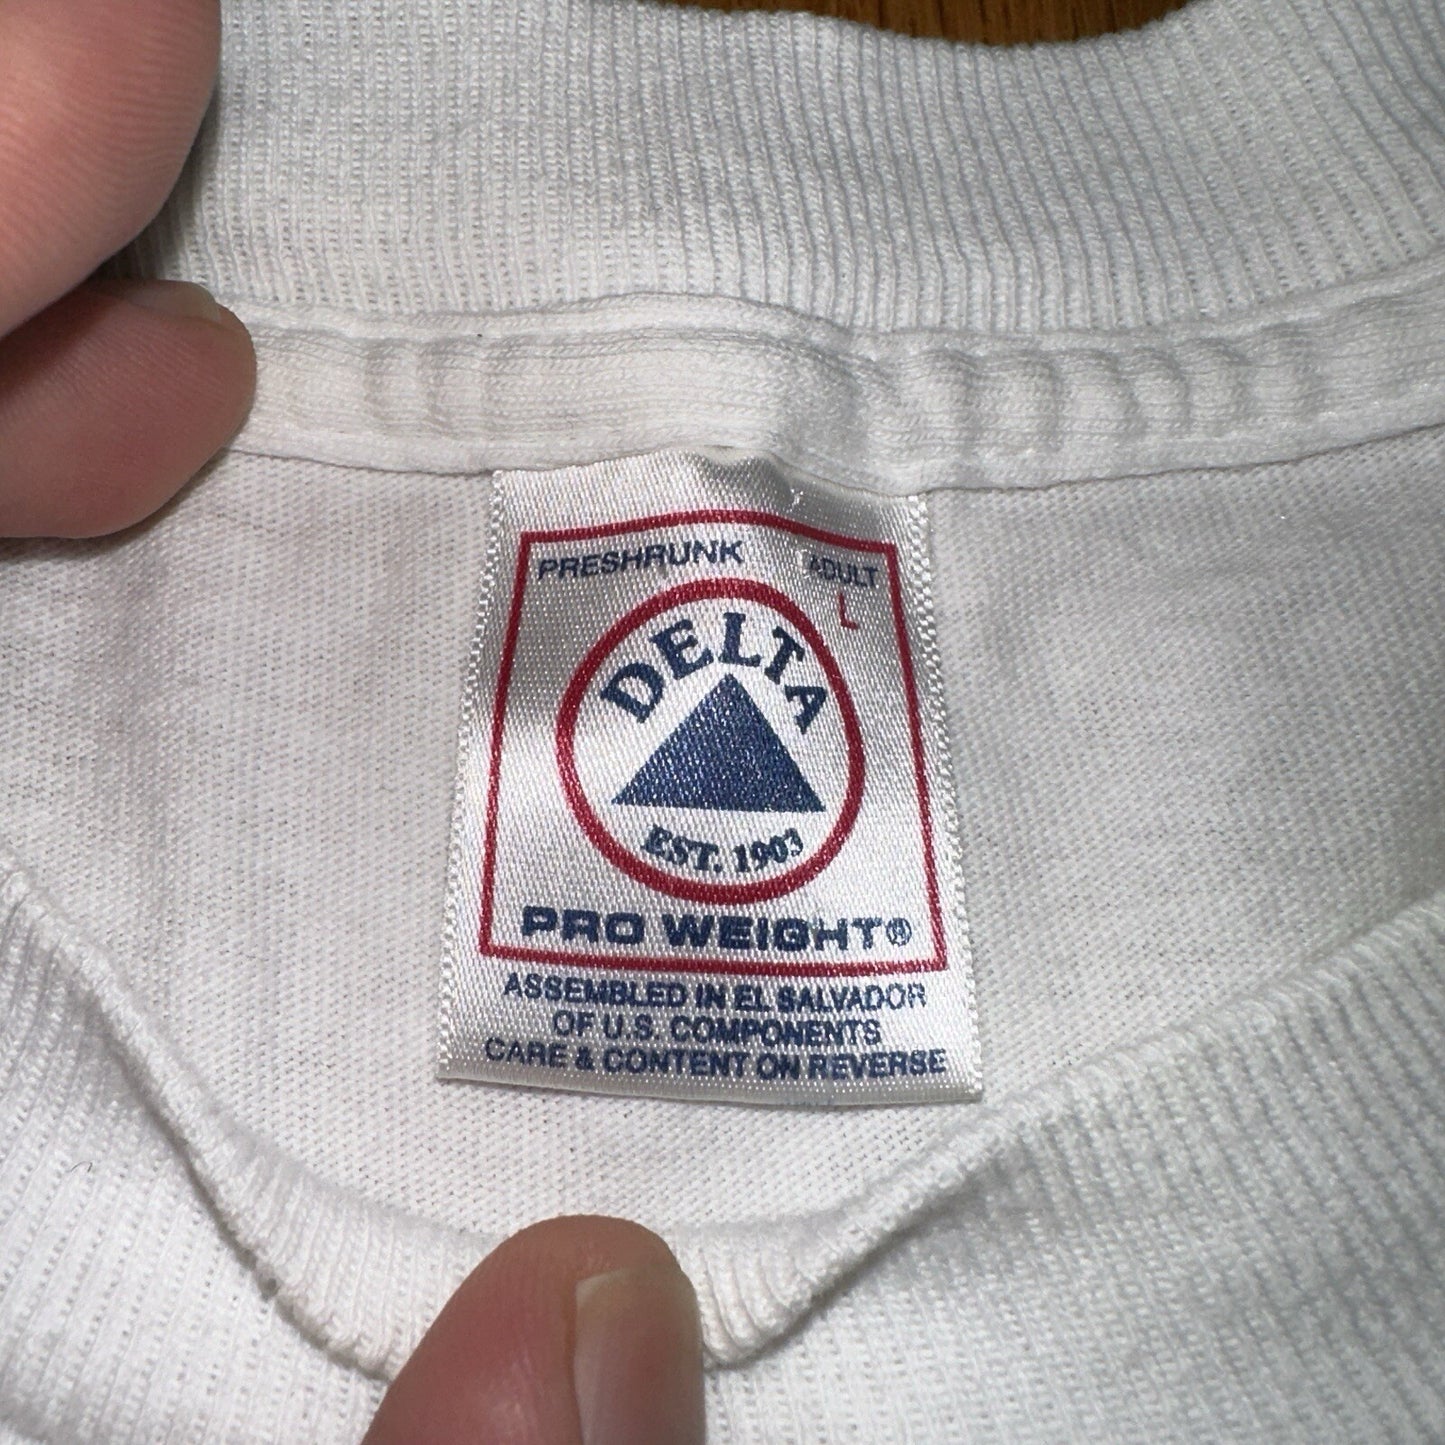 PRESHRUNK ADULT
L
DELTA
EST. 1903
PRO WEIGHT®
ASSEMBLED IN EL SALVADOR
OF U.S. COMPONENTS
CARE & CONTENT ON REVERSE